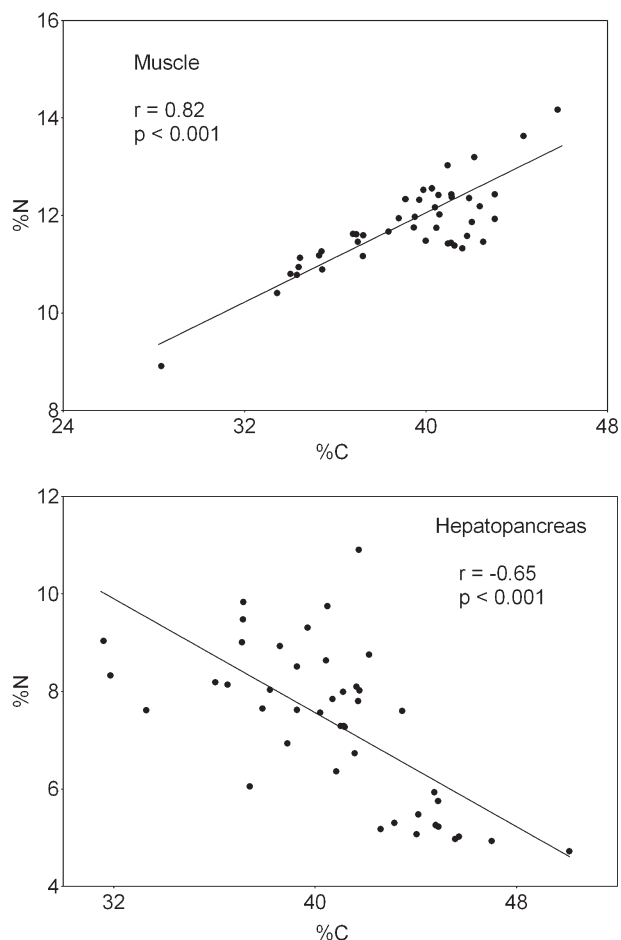 16
Muscle
14
r = 0.82
p < 0.001
%N
12
10
8
24
32
40
48
%C
12
Hepatopancreas
r = -0.65
p < 0.001
10
%N
8
6
4
32
40
48
%C